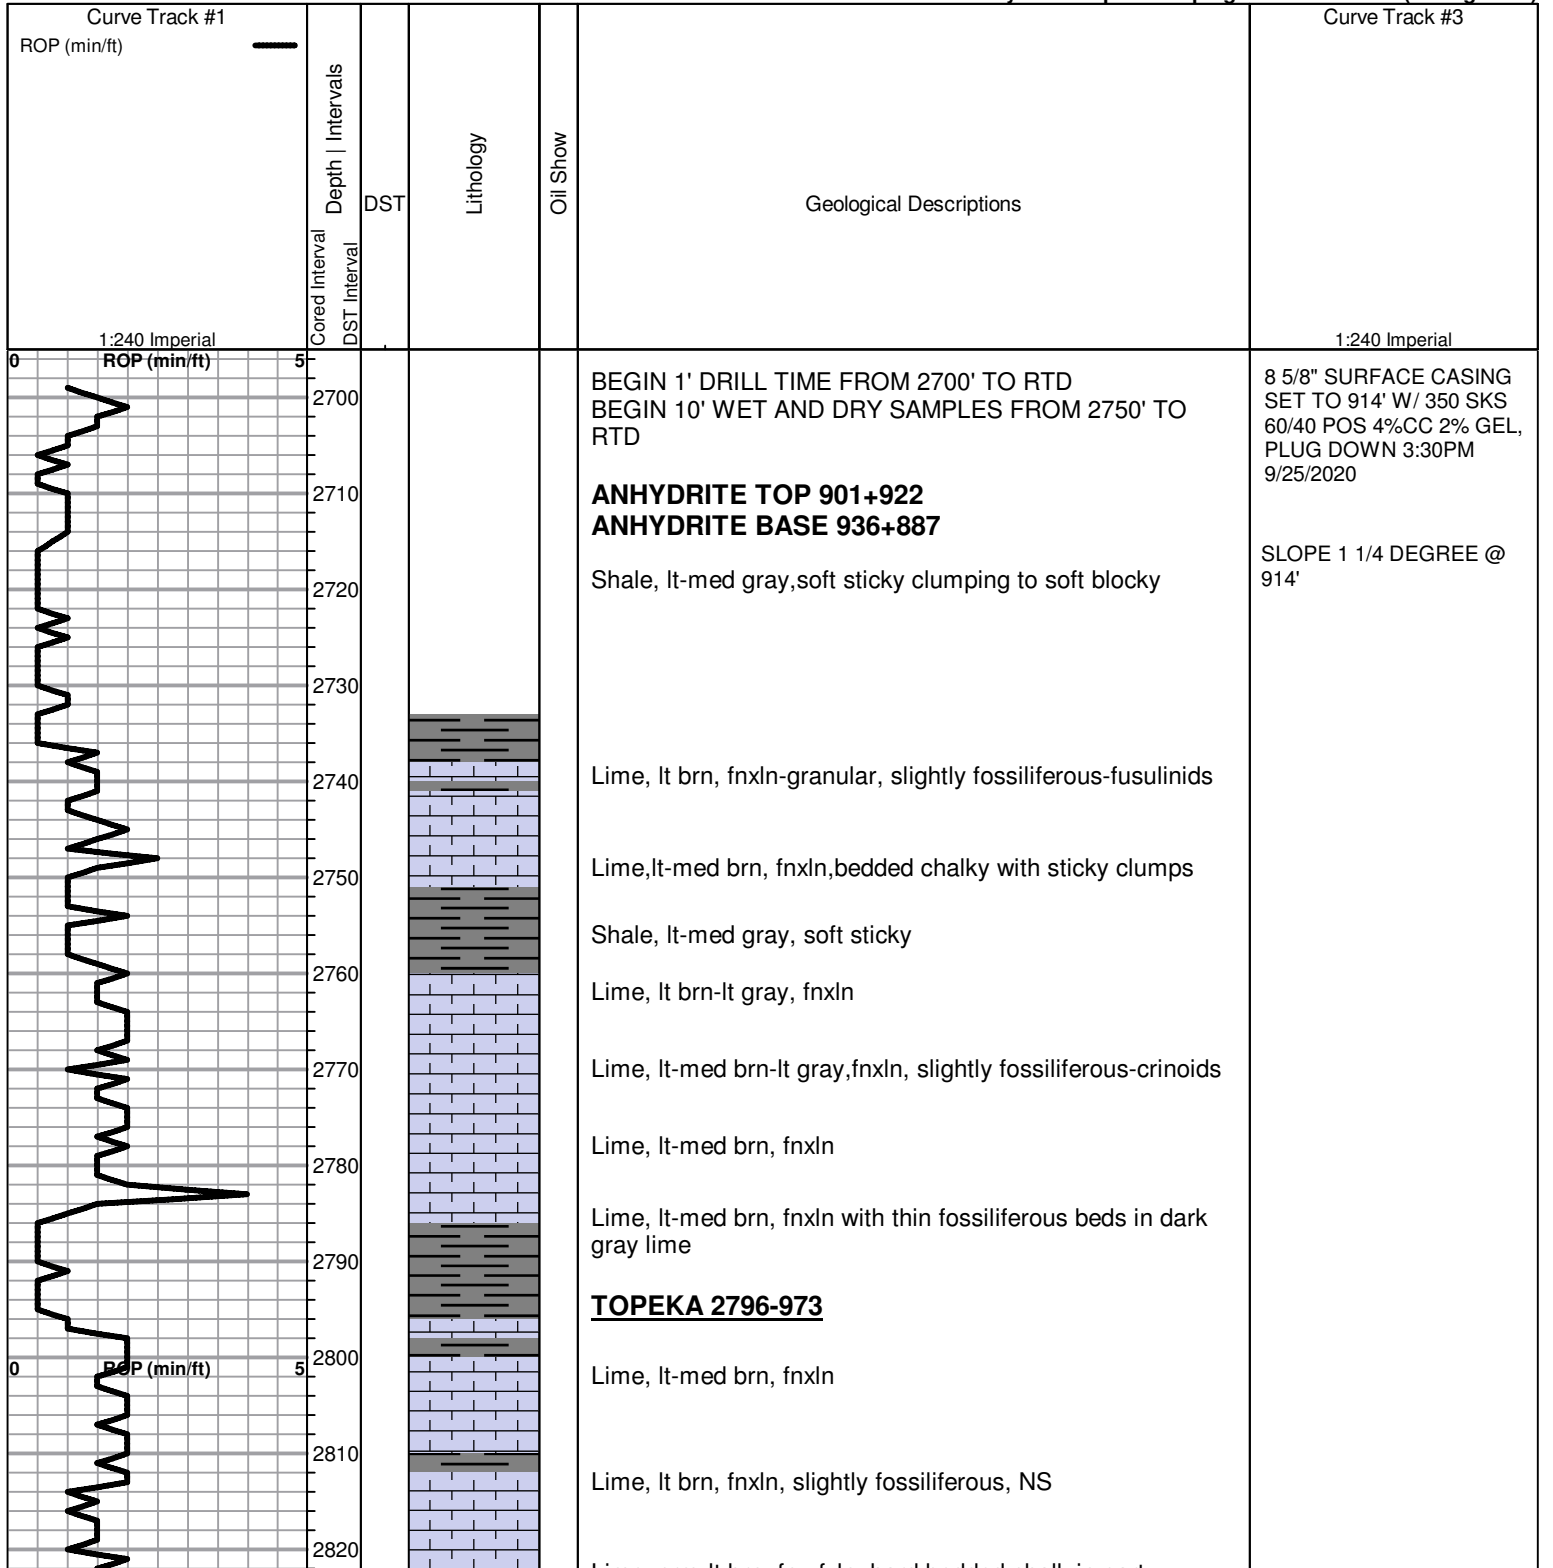 Curve Track #1
ROP (min/ft)
1:240 Imperial
Depth | Intervals
Cored Interval
DST Interval
DST
Lithology
Oil Show
Geological Descriptions
Curve Track #3
1:240 Imperial
0 ROP (min/ft) 5
2700
2710
2720
2730
2740
2750
2760
2770
2780
2790
2800
0 ROP (min/ft) 5
2810
2820
BEGIN 1' DRILL TIME FROM 2700' TO RTD
BEGIN 10' WET AND DRY SAMPLES FROM 2750' TO
RTD
ANHYDRITE TOP 901+922
ANHYDRITE BASE 936+887
Shale, lt-med gray,soft sticky clumping to soft blocky
Lime, lt brn, fnxln-granular, slightly fossiliferous-fusulinids
Lime,lt-med brn, fnxln,bedded chalky with sticky clumps
Shale, lt-med gray, soft sticky
Lime, lt brn-lt gray, fnxln
Lime, lt-med brn-lt gray,fnxln, slightly fossiliferous-crinoids
Lime, lt-med brn, fnxln
Lime, lt-med brn, fnxln with thin fossiliferous beds in dark
gray lime
TOPEKA 2796-973
Lime, lt-med brn, fnxln
Lime, lt brn, fnxln, slightly fossiliferous, NS
8 5/8" SURFACE CASING
SET TO 914' W/ 350 SKS
60/40 POS 4%CC 2% GEL,
PLUG DOWN 3:30PM
9/25/2020
SLOPE 1 1/4 DEGREE @
914'